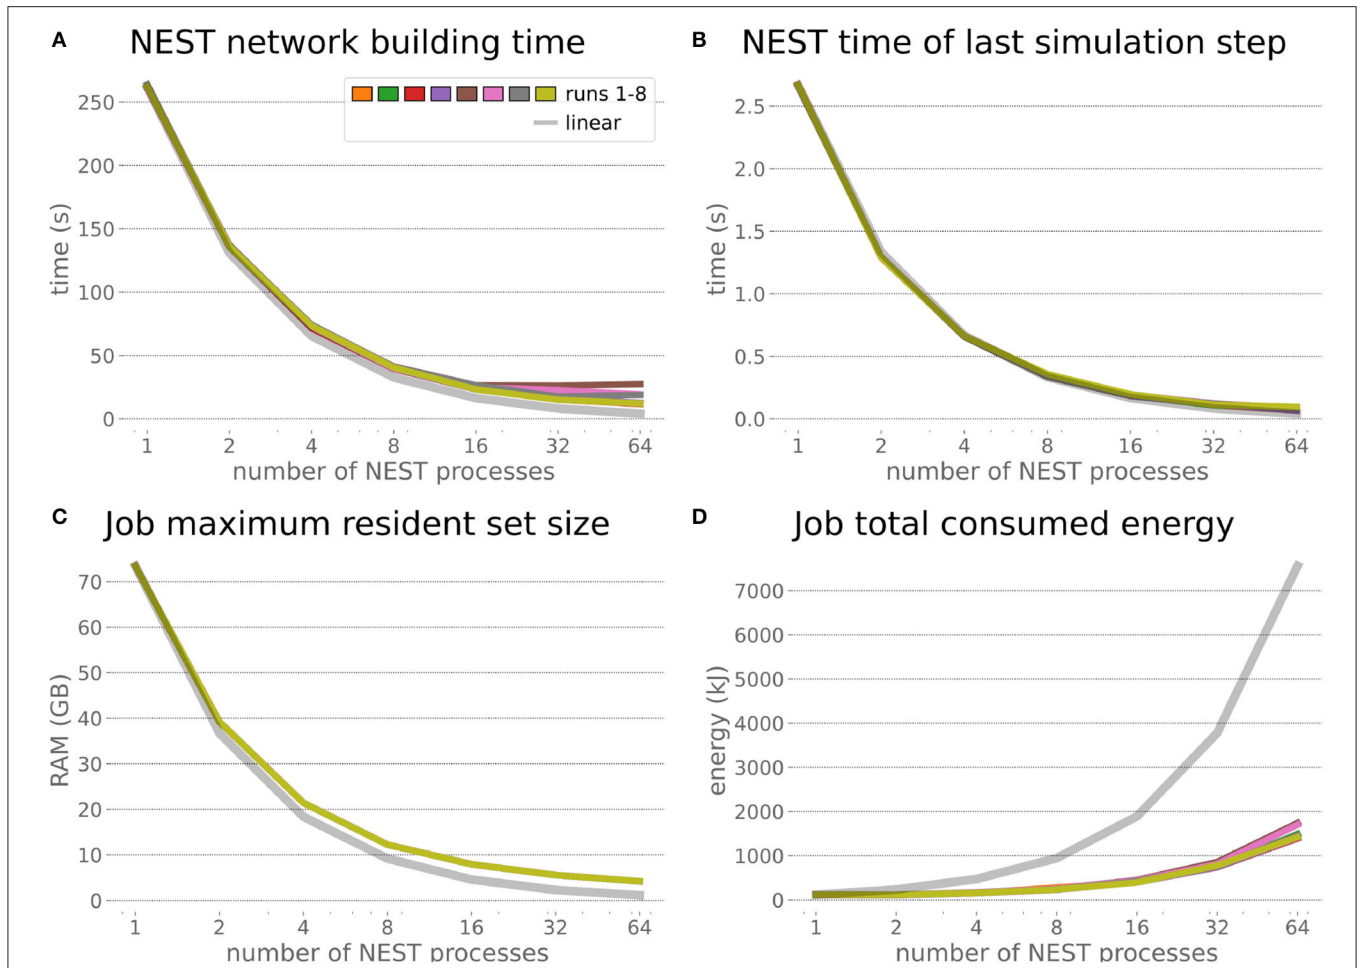 A NEST network building time
250
200
150
100
50
0
time (s)
runs 1-8
linear
1 2 4 8 16 32 64
number of NEST processes
B NEST time of last simulation step
2.5
2.0
1.5
1.0
0.5
0.0
time (s)
1 2 4 8 16 32 64
number of NEST processes
C Job maximum resident set size
70
60
50
40
30
20
10
0
RAM (GB)
1 2 4 8 16 32 64
number of NEST processes
D Job total consumed energy
7000
6000
5000
4000
3000
2000
1000
0
energy (kJ)
1 2 4 8 16 32 64
number of NEST processes